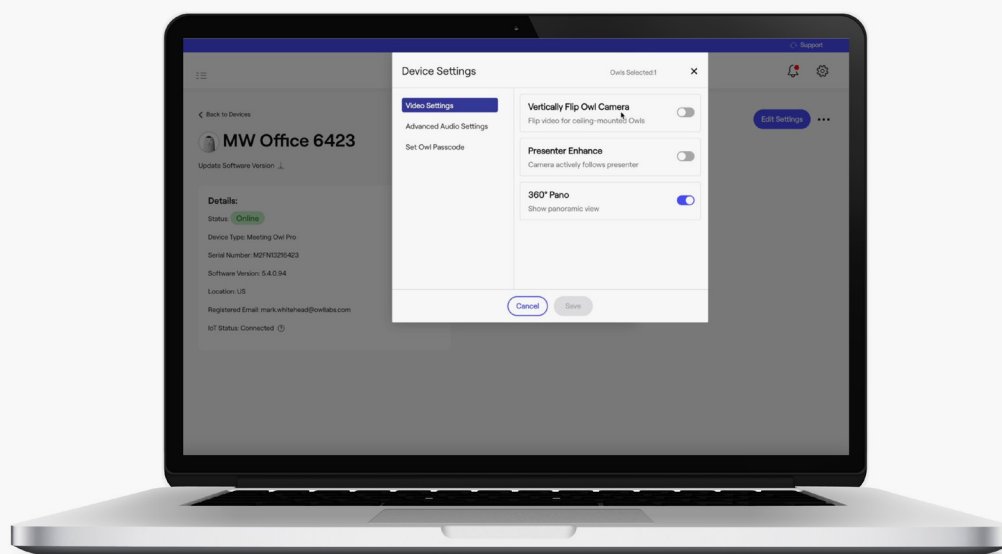 Support
Device Settings
Owls Selected:1
Video Settings
Advanced Audio Settings
Set Owl Passcode
Vertically Flip Owl Camera
Flip video for ceiling-mounted Owls
Presenter Enhance
Camera actively follows presenter
360° Pano
Show panoramic view
Cancel
Save
Back to Devices
MW Office 6423
Update Software Version
Edit Settings
Details:
Status: Online
Device Type: Meeting Owl Pro
Serial Number: M2FN13216423
Software Version: 5.4.0.94
Location: US
Registered Email: mark.whitehead@owllabs.com
IoT Status: Connected